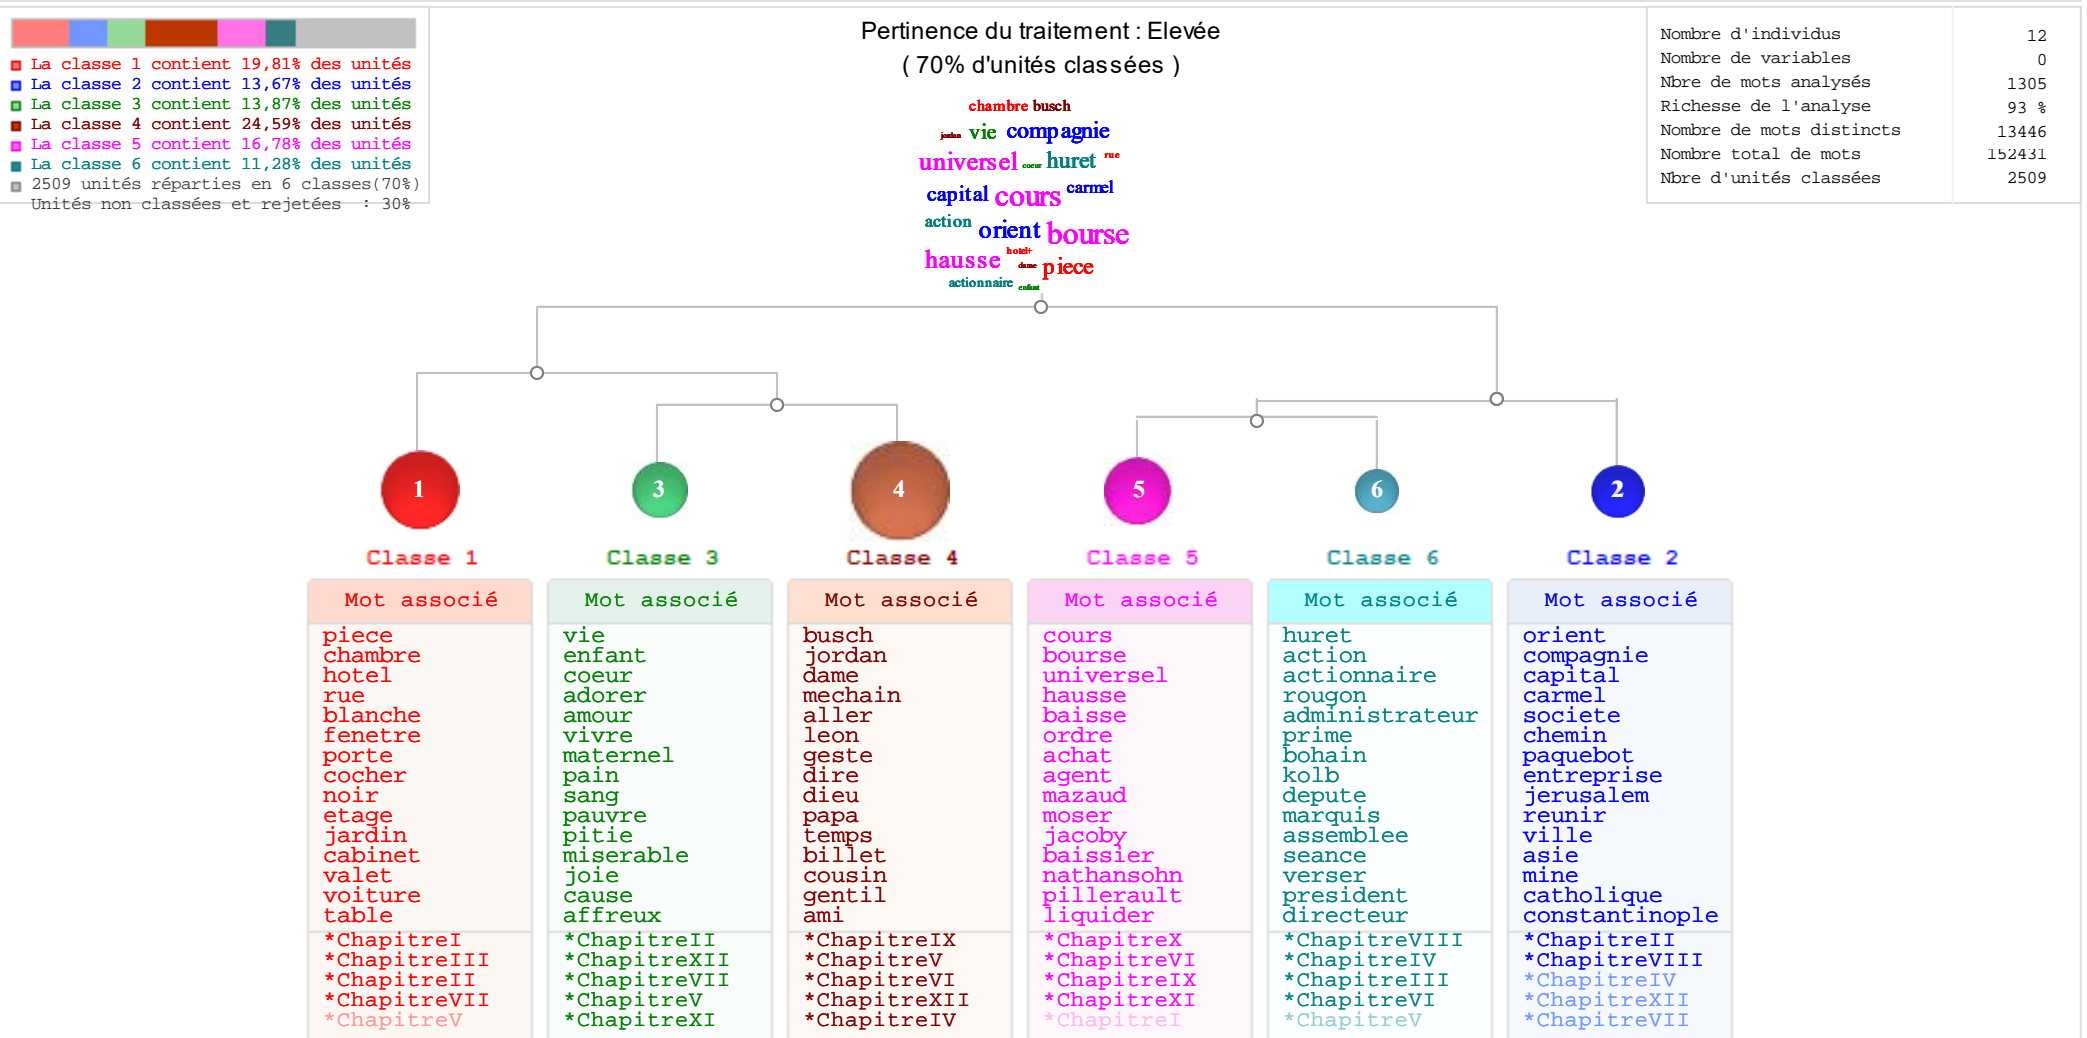 La classe 1 contient 19,81% des unités
La classe 2 contient 13,67% des unités
La classe 3 contient 13,87% des unités
La classe 4 contient 24,59% des unités
La classe 5 contient 16,78% des unités
La classe 6 contient 11,28% des unités
2509 unités réparties en 6 classes(70%)
Unités non classées et rejetées : 30%
Pertinence du traitement : Elevée
( 70% d'unités classées )
Nombre d'individus 12
Nombre de variables 0
Nbre de mots analysés 1305
Richesse de l'analyse 93 %
Nombre de mots distincts 13446
Nombre total de mots 152431
Nbre d'unités classées 2509
chambre busch
jordan vie compagnie
universel coeur huret rue
capital cours carmel
action orient bourse
hausse hotel+ dame piece
actionnaire enfant
1 3 4 5 6 2
Classe 1 Classe 3 Classe 4 Classe 5 Classe 6 Classe 2
Mot associé Mot associé Mot associé Mot associé Mot associé Mot associé
piece vie busch cours huret orient
chambre enfant jordan bourse action compagnie
hotel coeur dame universel actionnaire capital
rue adorer mechain hausse rougon carmel
blanche amour aller baisse administrateur societe
fenetre vivre leon ordre prime chemin
porte maternel geste achat bohain paquebot
cocher pain dire agent kolb entreprise
noir sang dieu mazaud depute jerusalem
etage pauvre papa moser marquis reunir
jardin pitie temps jacoby assemblee ville
cabinet miserable billet baissier seance asie
valet joie cousin nathansohn verser mine
voiture cause gentil pillerault president catholique
table affreux ami liquider directeur constantinople
*ChapitreI *ChapitreII *ChapitreIX *ChapitreX *ChapitreVIII *ChapitreII
*ChapitreIII *ChapitreXII *ChapitreV *ChapitreVI *ChapitreIV *ChapitreVIII
*ChapitreII *ChapitreVII *ChapitreVI *ChapitreIX *ChapitreIII *ChapitreIV
*ChapitreVII *ChapitreV *ChapitreXII *ChapitreXI *ChapitreVI *ChapitreXII
*ChapitreV *ChapitreXI *ChapitreIV *ChapitreI *ChapitreV *ChapitreVII